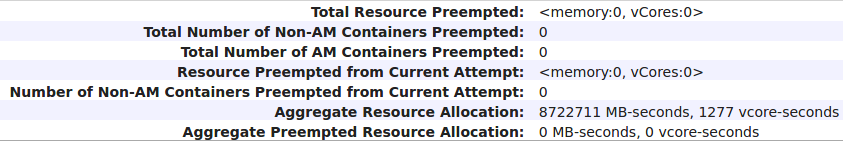 Total Resource Preempted: <memory:0, vCores:0>
Total Number of Non-AM Containers Preempted: 0
Total Number of AM Containers Preempted: 0
Resource Preempted from Current Attempt: <memory:0, vCores:0>
Number of Non-AM Containers Preempted from Current Attempt: 0
Aggregate Resource Allocation: 8722711 MB-seconds, 1277 vcore-seconds
Aggregate Preempted Resource Allocation: 0 MB-seconds, 0 vcore-seconds